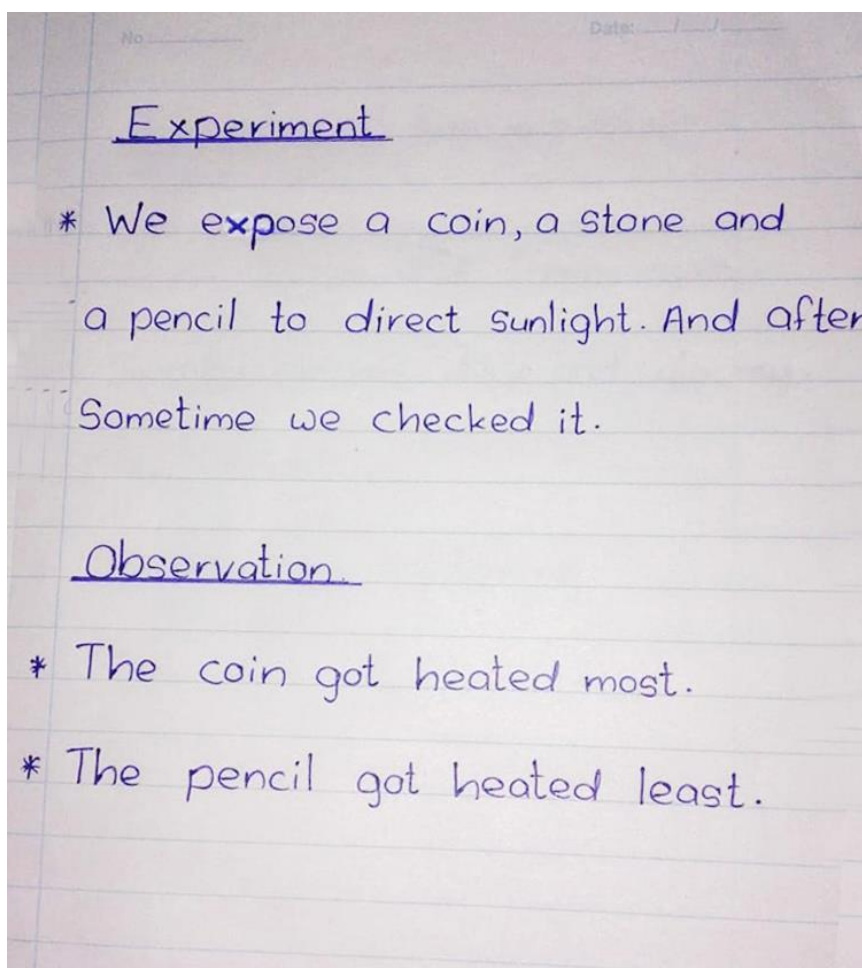 No
Date: / /
Experiment
* We expose a coin, a stone and
a pencil to direct sunlight. And after
Sometime we checked it.
Observation.
* The coin got heated most.
* The pencil got heated least.